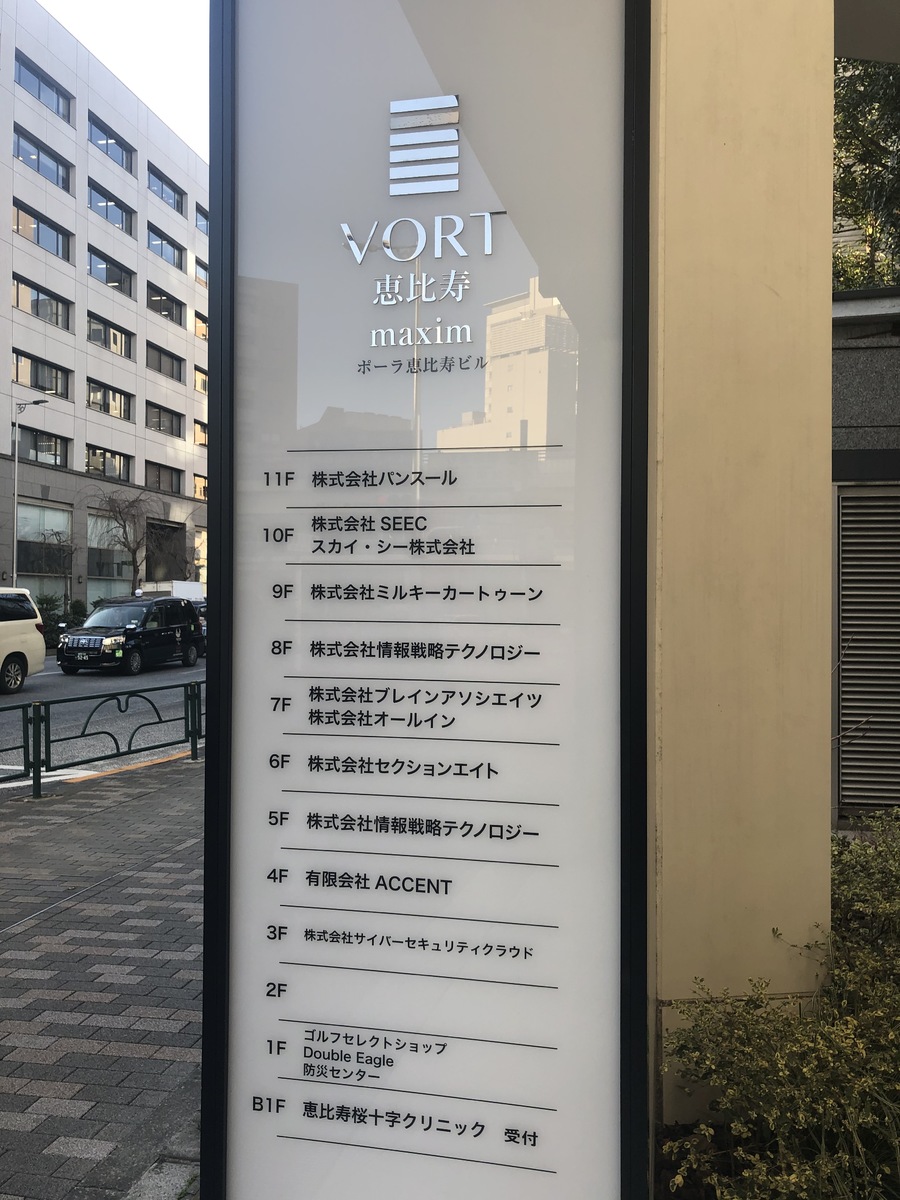 VORT
恵比寿
maxim
ポーラ恵比寿ビル
11F 株式会社パンスール
10F 株式会社 SEEC
スカイ・シー株式会社
9F 株式会社ミルキーカートゥーン
8F 株式会社情報戦略テクノロジー
7F 株式会社ブレインアソシエイツ
株式会社オールイン
6F 株式会社セクションエイト
5F 株式会社情報戦略テクノロジー
4F 有限会社 ACCENT
3F 株式会社サイバーセキュリティクラウド
2F
1F ゴルフセレクトショップ
Double Eagle
防災センター
B1F 恵比寿桜十字クリニック 受付